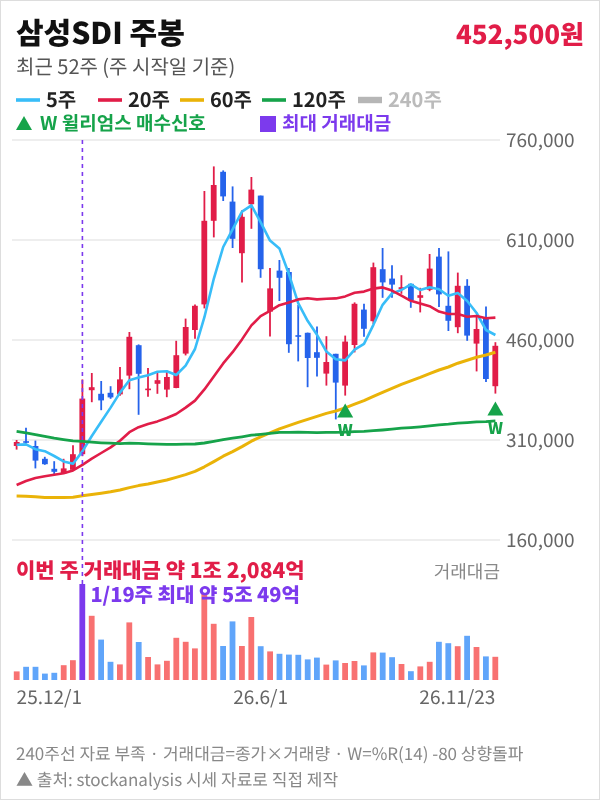 삼성SDI 주봉
452,500원
최근 52주 (주 시작일 기준)
5주 20주 60주 120주 240주
▲ W 윌리엄스 매수신호 ■ 최대 거래대금
760,000
610,000
460,000
W W
310,000
160,000
이번 주 거래대금 약 1조 2,084억
거래대금
1/19주 최대 약 5조 49억
25.12/1 26.6/1 26.11/23
240주선 자료 부족 · 거래대금=종가×거래량 · W=%R(14) -80 상향돌파
▲ 출처: stockanalysis 시세 자료로 직접 제작